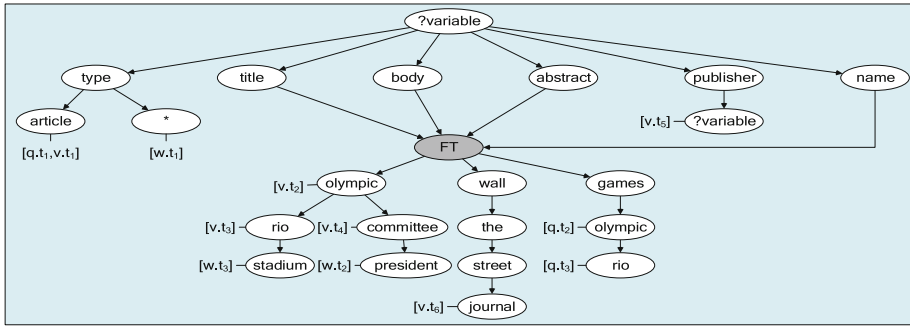 ?variable
type title body abstract publisher name
article * [v.t5] ?variable
[q.t1,v.t1] [w.t1] FT
[v.t2] olympic wall games
[v.t3] rio [v.t4] committee the [q.t2] olympic
[w.t3] stadium [w.t2] president street [q.t3] rio
[v.t6] journal